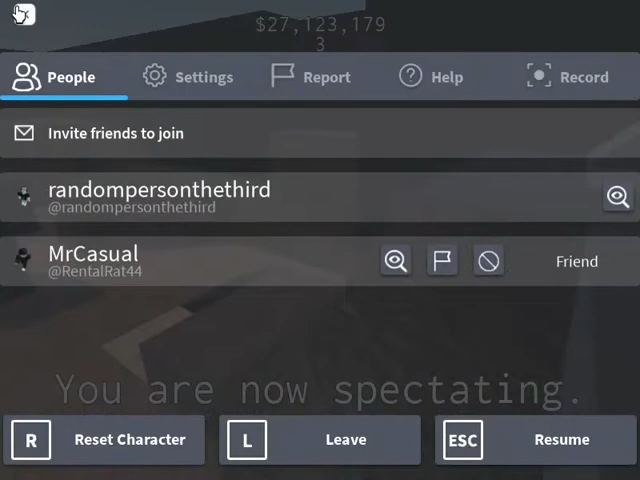 $27,123,179
3
People Settings Report Help Record
Invite friends to join
randompersonthethird
@randompersonthethird
MrCasual
@RentalRat44
Friend
You are now spectating.
R Reset Character L Leave ESC Resume